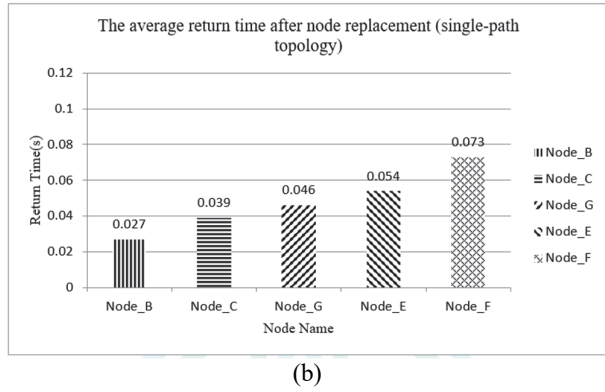 The average return time after node replacement (single-path
topology)
0.12
0.1
0.08
0.06
0.04
0.02
0
Return Time(s)
0.027
0.039
0.046
0.054
0.073
Node_B
Node_C
Node_G
Node_E
Node_F
Node Name
Node_B
Node_C
Node_G
Node_E
Node_F
(b)